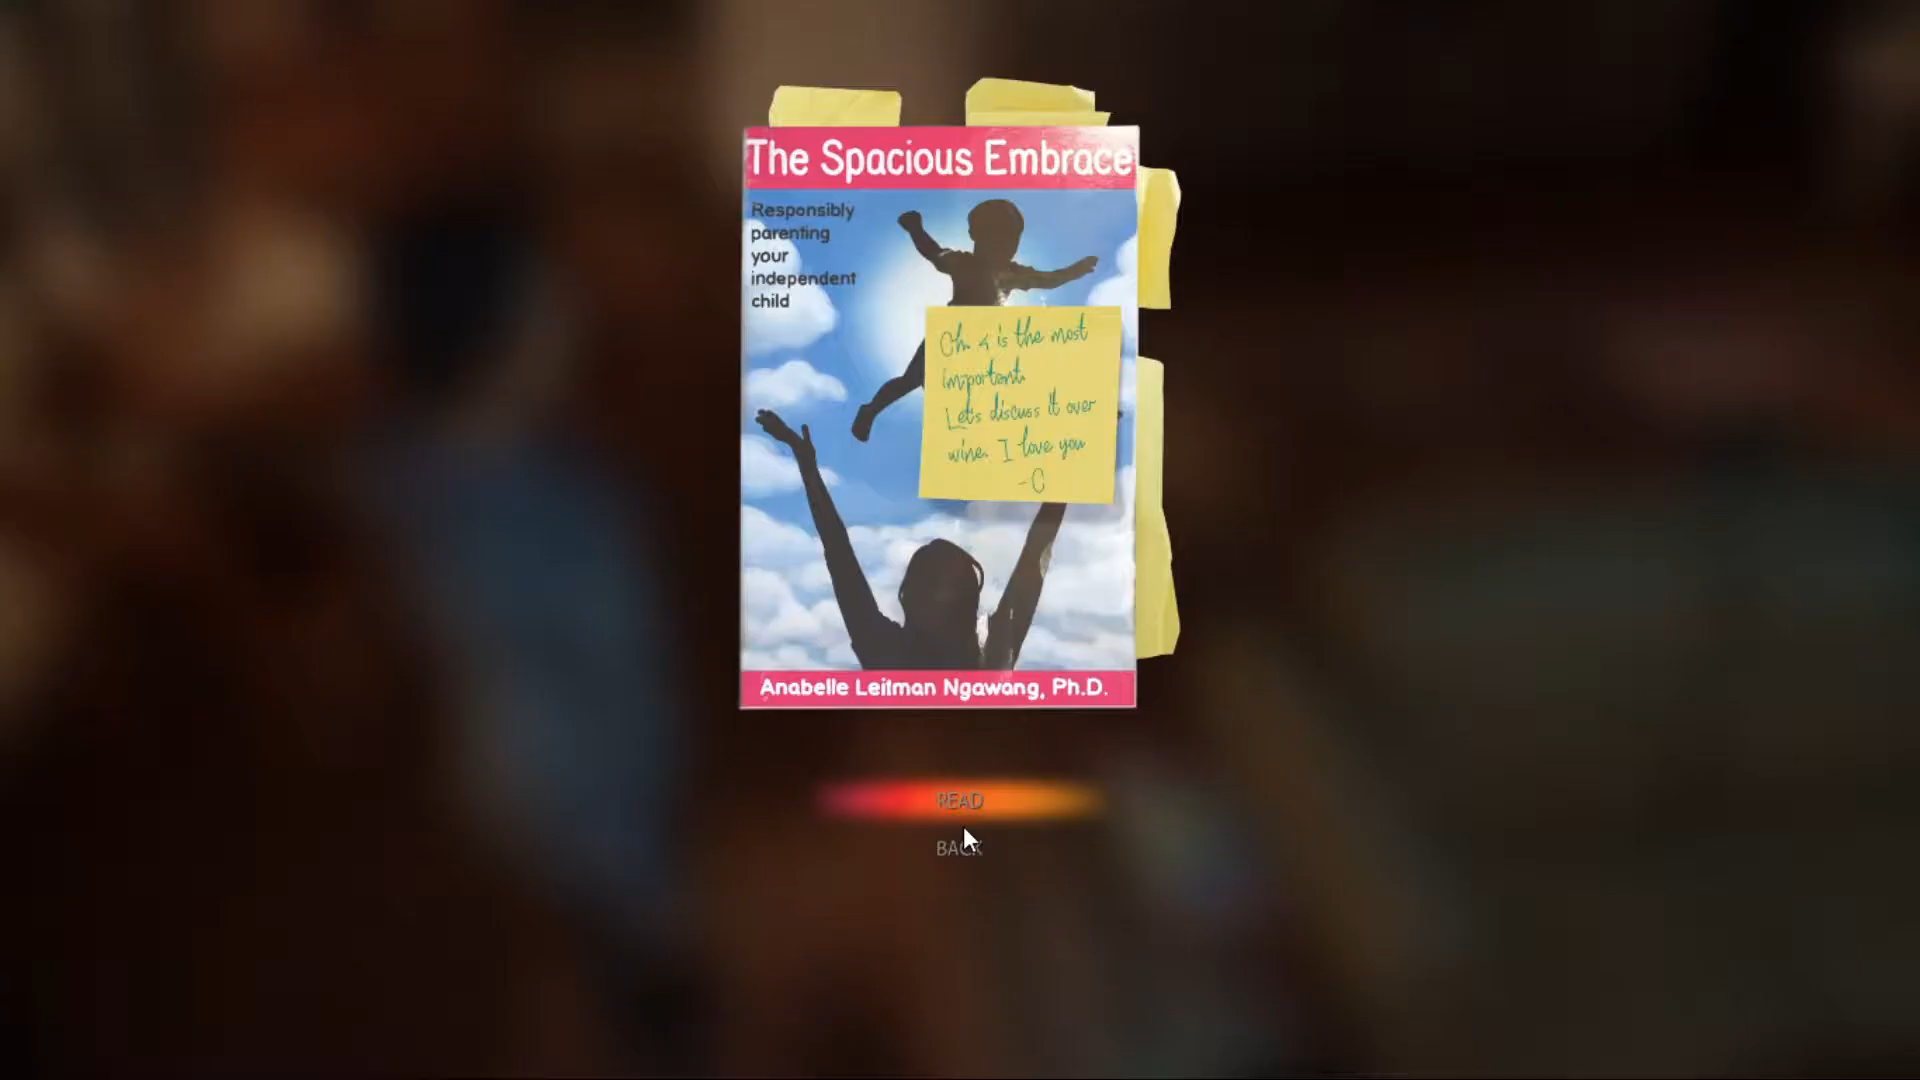 The Spacious Embrace
Responsibly
parenting
your
independent
child
Ch. 4 is the most
important.
Let's discuss it over
wine. I love you
-C
Anabelle Leitman Ngawang, Ph.D.
READ
BACK